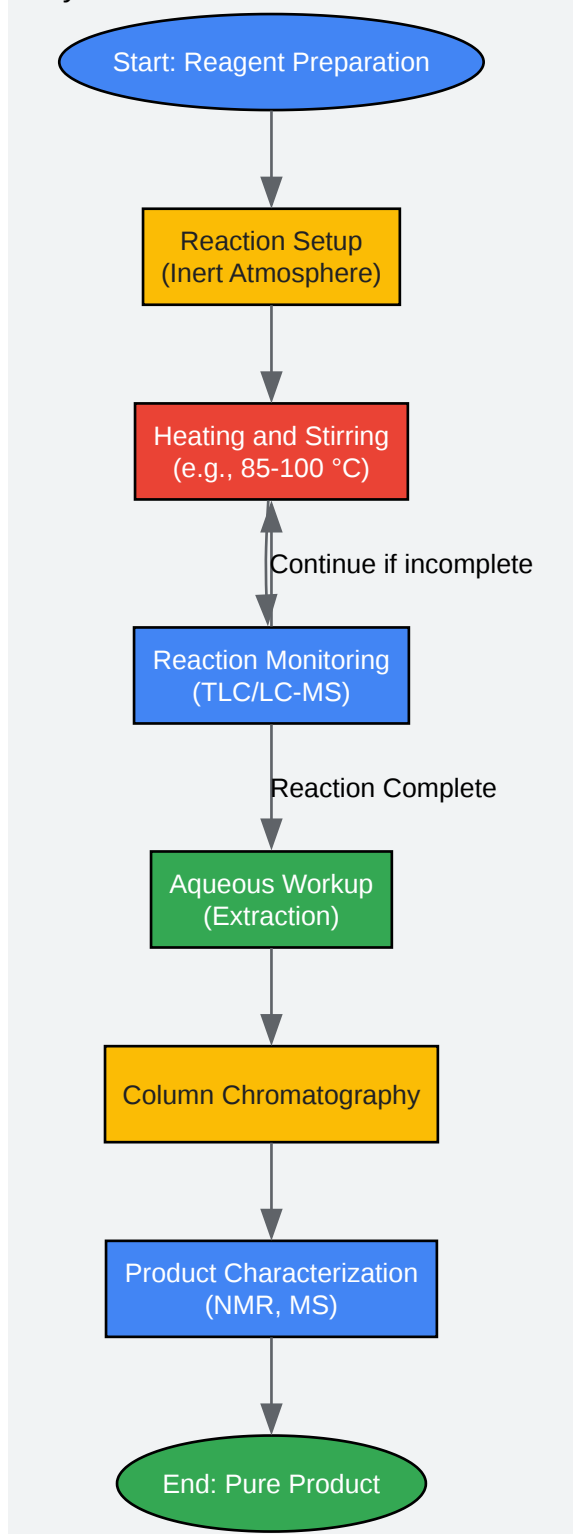 Start: Reagent Preparation
Reaction Setup
(Inert Atmosphere)
Heating and Stirring
(e.g., 85-100 °C)
Continue if incomplete
Reaction Monitoring
(TLC/LC-MS)
Reaction Complete
Aqueous Workup
(Extraction)
Column Chromatography
Product Characterization
(NMR, MS)
End: Pure Product